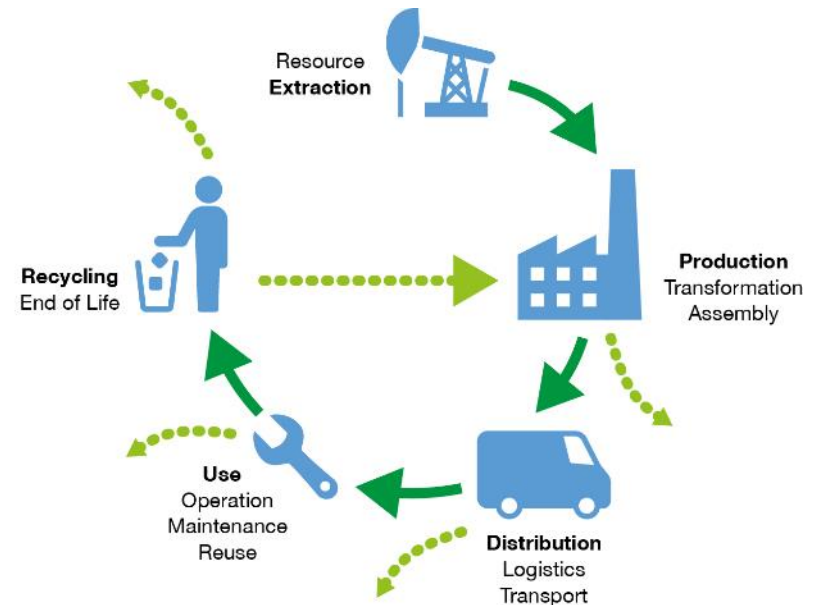 Resource
Extraction
Production
Transformation
Assembly
Distribution
Logistics
Transport
Use
Operation
Maintenance
Reuse
Recycling
End of Life